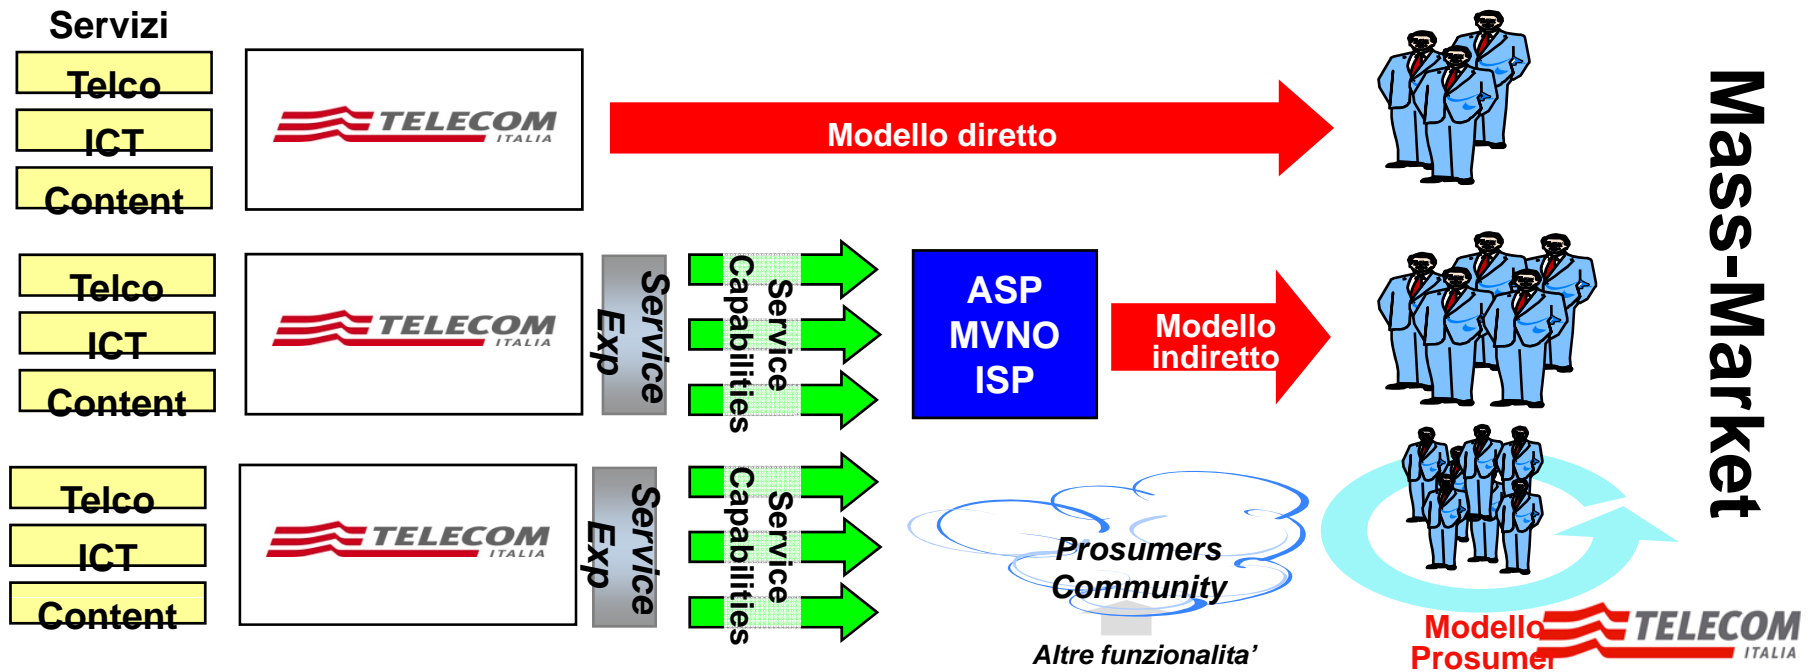 Servizi
Telco
ICT
Content
TELECOM
ITALIA
Modello diretto
Telco
ICT
Content
TELECOM
ITALIA
Service
Exp
Service
Capabilities
ASP
MVNO
ISP
Modello
indiretto
Mass-Market
Telco
ICT
Content
TELECOM
ITALIA
Service
Exp
Service
Capabilities
Prosumers
Community
Altre funzionalita'
Modello
Prosumer
TELECOM
ITALIA